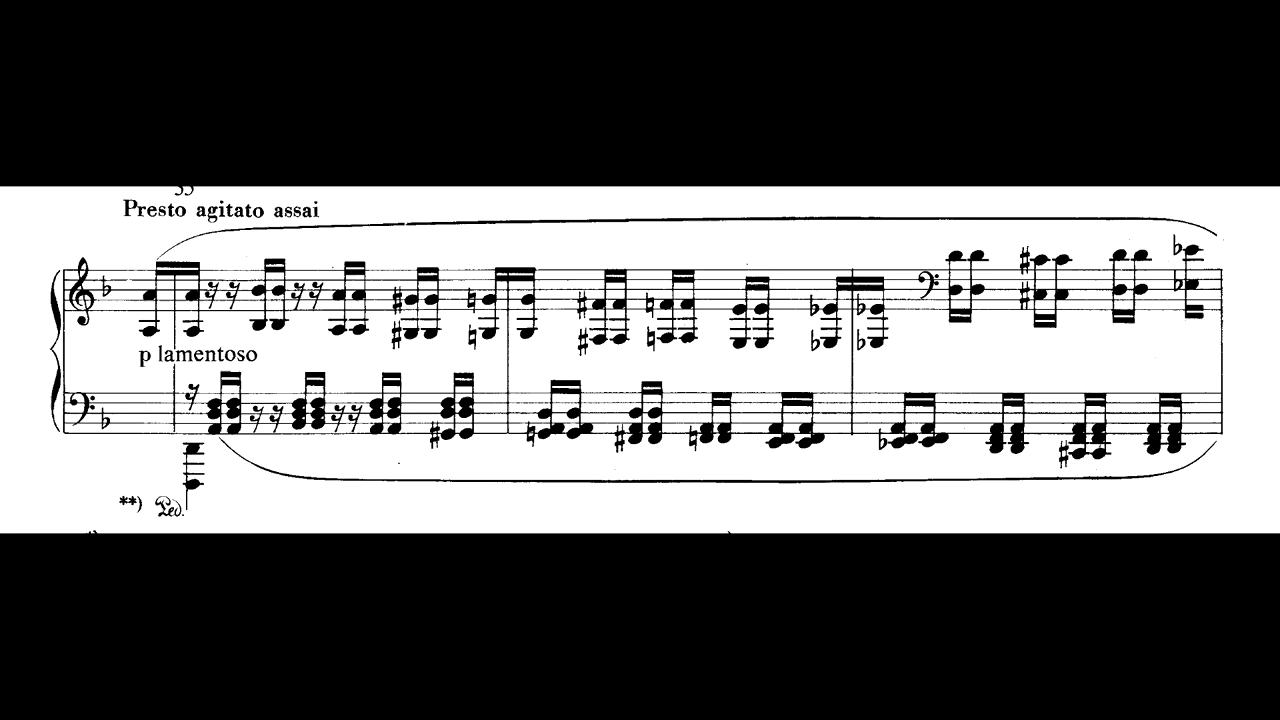 Presto agitato assai
p lamentoso
**) Ped.